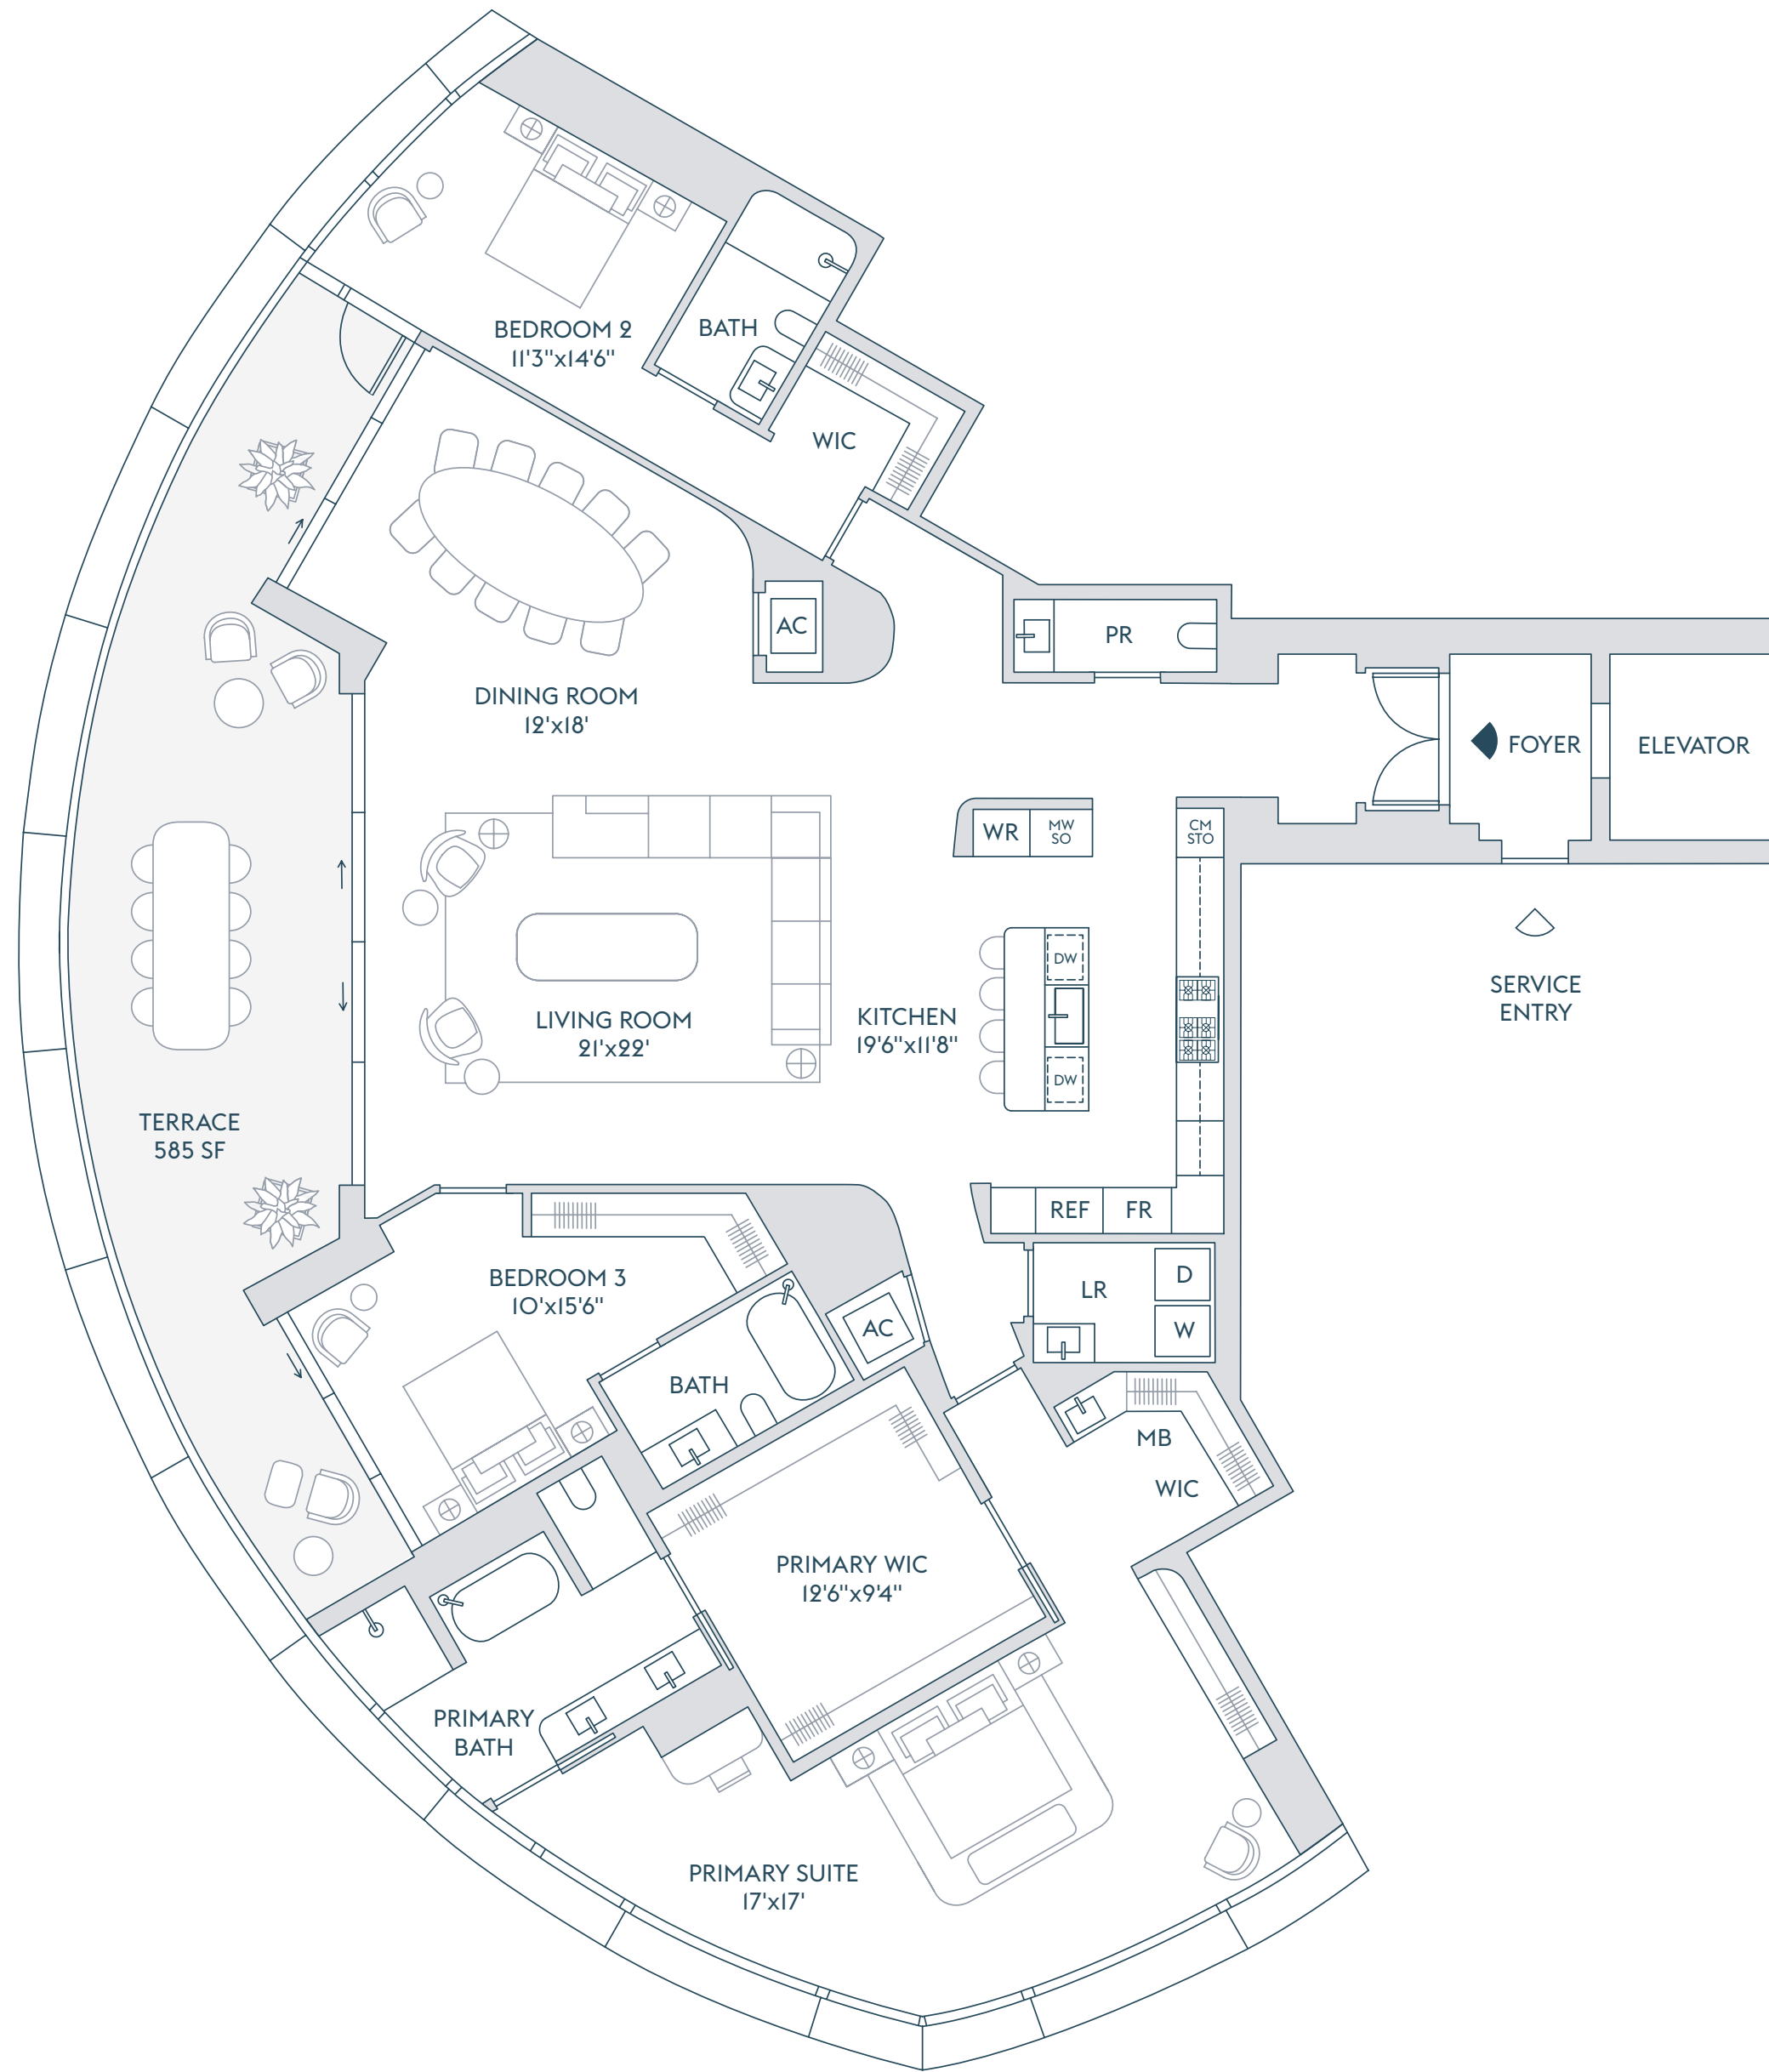 BEDROOM 2
11'3"x14'6"
BATH
WIC
AC
PR
DINING ROOM
12'x18'
FOYER
ELEVATOR
WR
MW
SO
CM
STO
DW
SERVICE
ENTRY
LIVING ROOM
21'x22'
KITCHEN
19'6"x11'8"
DW
TERRACE
585 SF
REF
FR
BEDROOM 3
10'x15'6"
LR
D
W
AC
BATH
MB
WIC
PRIMARY WIC
12'6"x9'4"
PRIMARY
BATH
PRIMARY SUITE
17'x17'